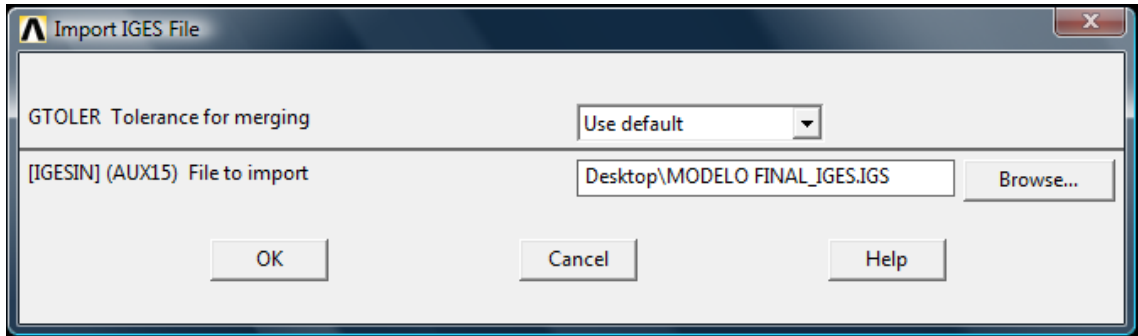 Import IGES File
GTOLER Tolerance for merging Use default
[IGESIN] (AUX15) File to import Desktop\MODELO FINAL_IGES.IGS Browse...
OK Cancel Help